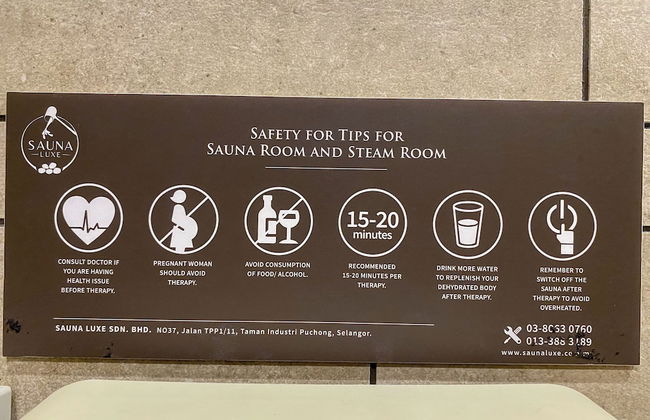 SAUNA
LUXE
SAFETY FOR TIPS FOR
SAUNA ROOM AND STEAM ROOM
15-20
minutes
CONSULT DOCTOR IF
YOU ARE HAVING
HEALTH ISSUE
BEFORE THERAPY.
PREGNANT WOMAN
SHOULD AVOID
THERAPY.
AVOID CONSUMPTION
OF FOOD/ ALCOHOL.
RECOMMENDED
15-20 MINUTES PER
THERAPY.
DRINK MORE WATER
TO REPLENISH YOUR
DEHYDRATED BODY
AFTER THERAPY.
REMEMBER TO
SWITCH OFF THE
SAUNA AFTER
THERAPY TO AVOID
OVERHEATED.
SAUNA LUXE SDN. BHD. NO37, Jalan TPP1/11, Taman Industri Puchong, Selangor.
0760